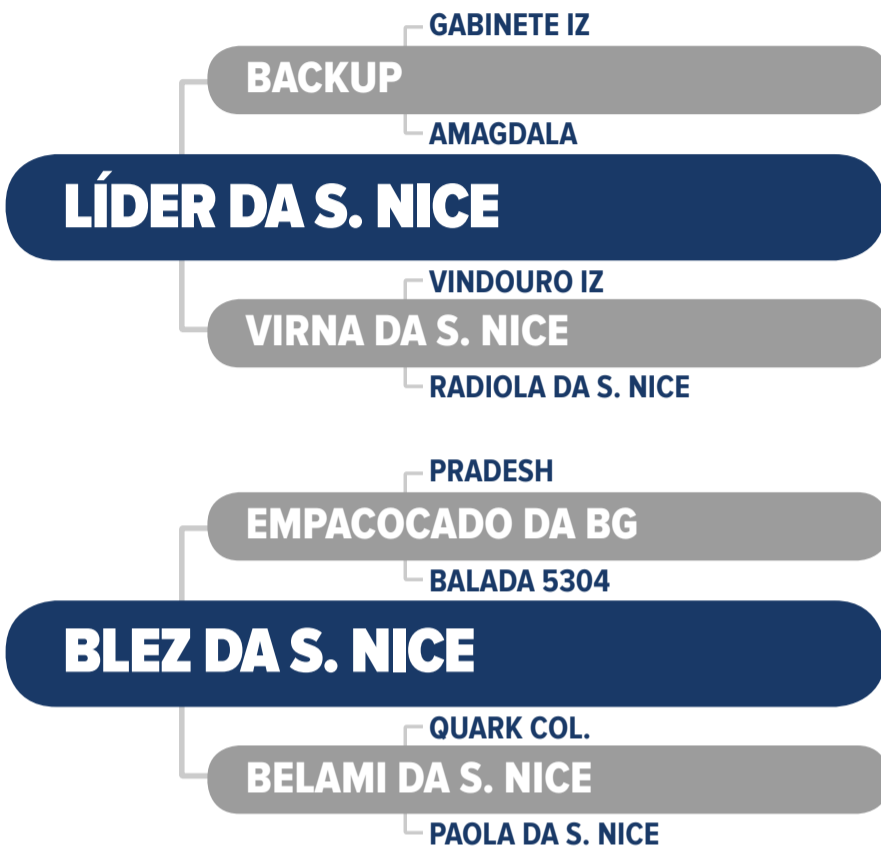 GABINETE IZ
BACKUP
AMAGDALA
LÍDER DA S. NICE
VINDOURO IZ
VIRNA DA S. NICE
RADIOLA DA S. NICE
PRADESH
EMPACOCADO DA BG
BALADA 5304
BLEZ DA S. NICE
QUARK COL.
BELAMI DA S. NICE
PAOLA DA S. NICE